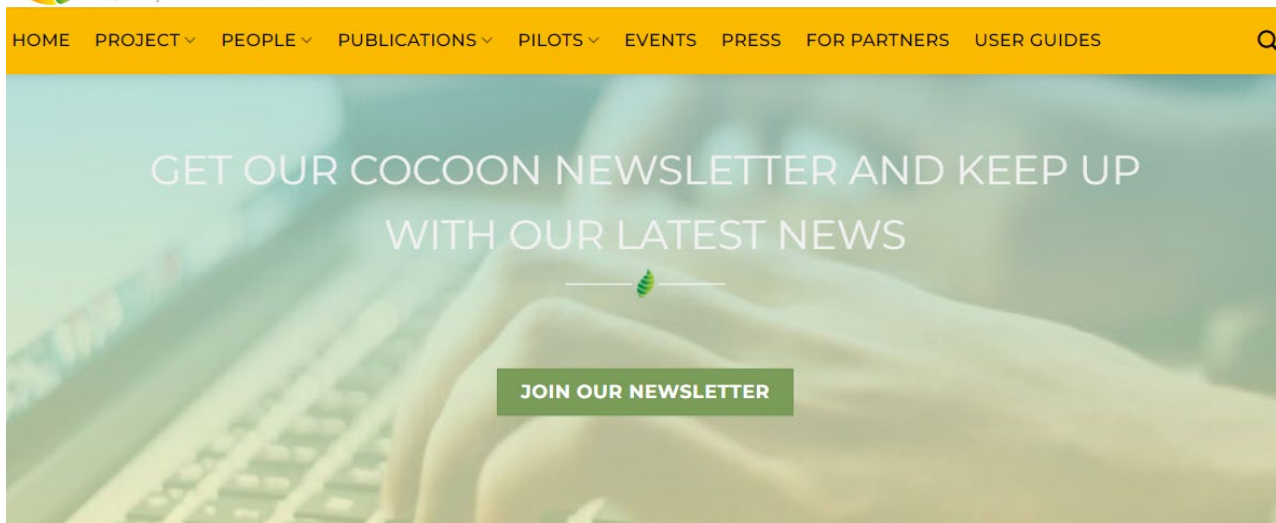 HOME PROJECT PEOPLE PUBLICATIONS PILOTS EVENTS PRESS FOR PARTNERS USER GUIDES
GET OUR COCOON NEWSLETTER AND KEEP UP
WITH OUR LATEST NEWS
JOIN OUR NEWSLETTER